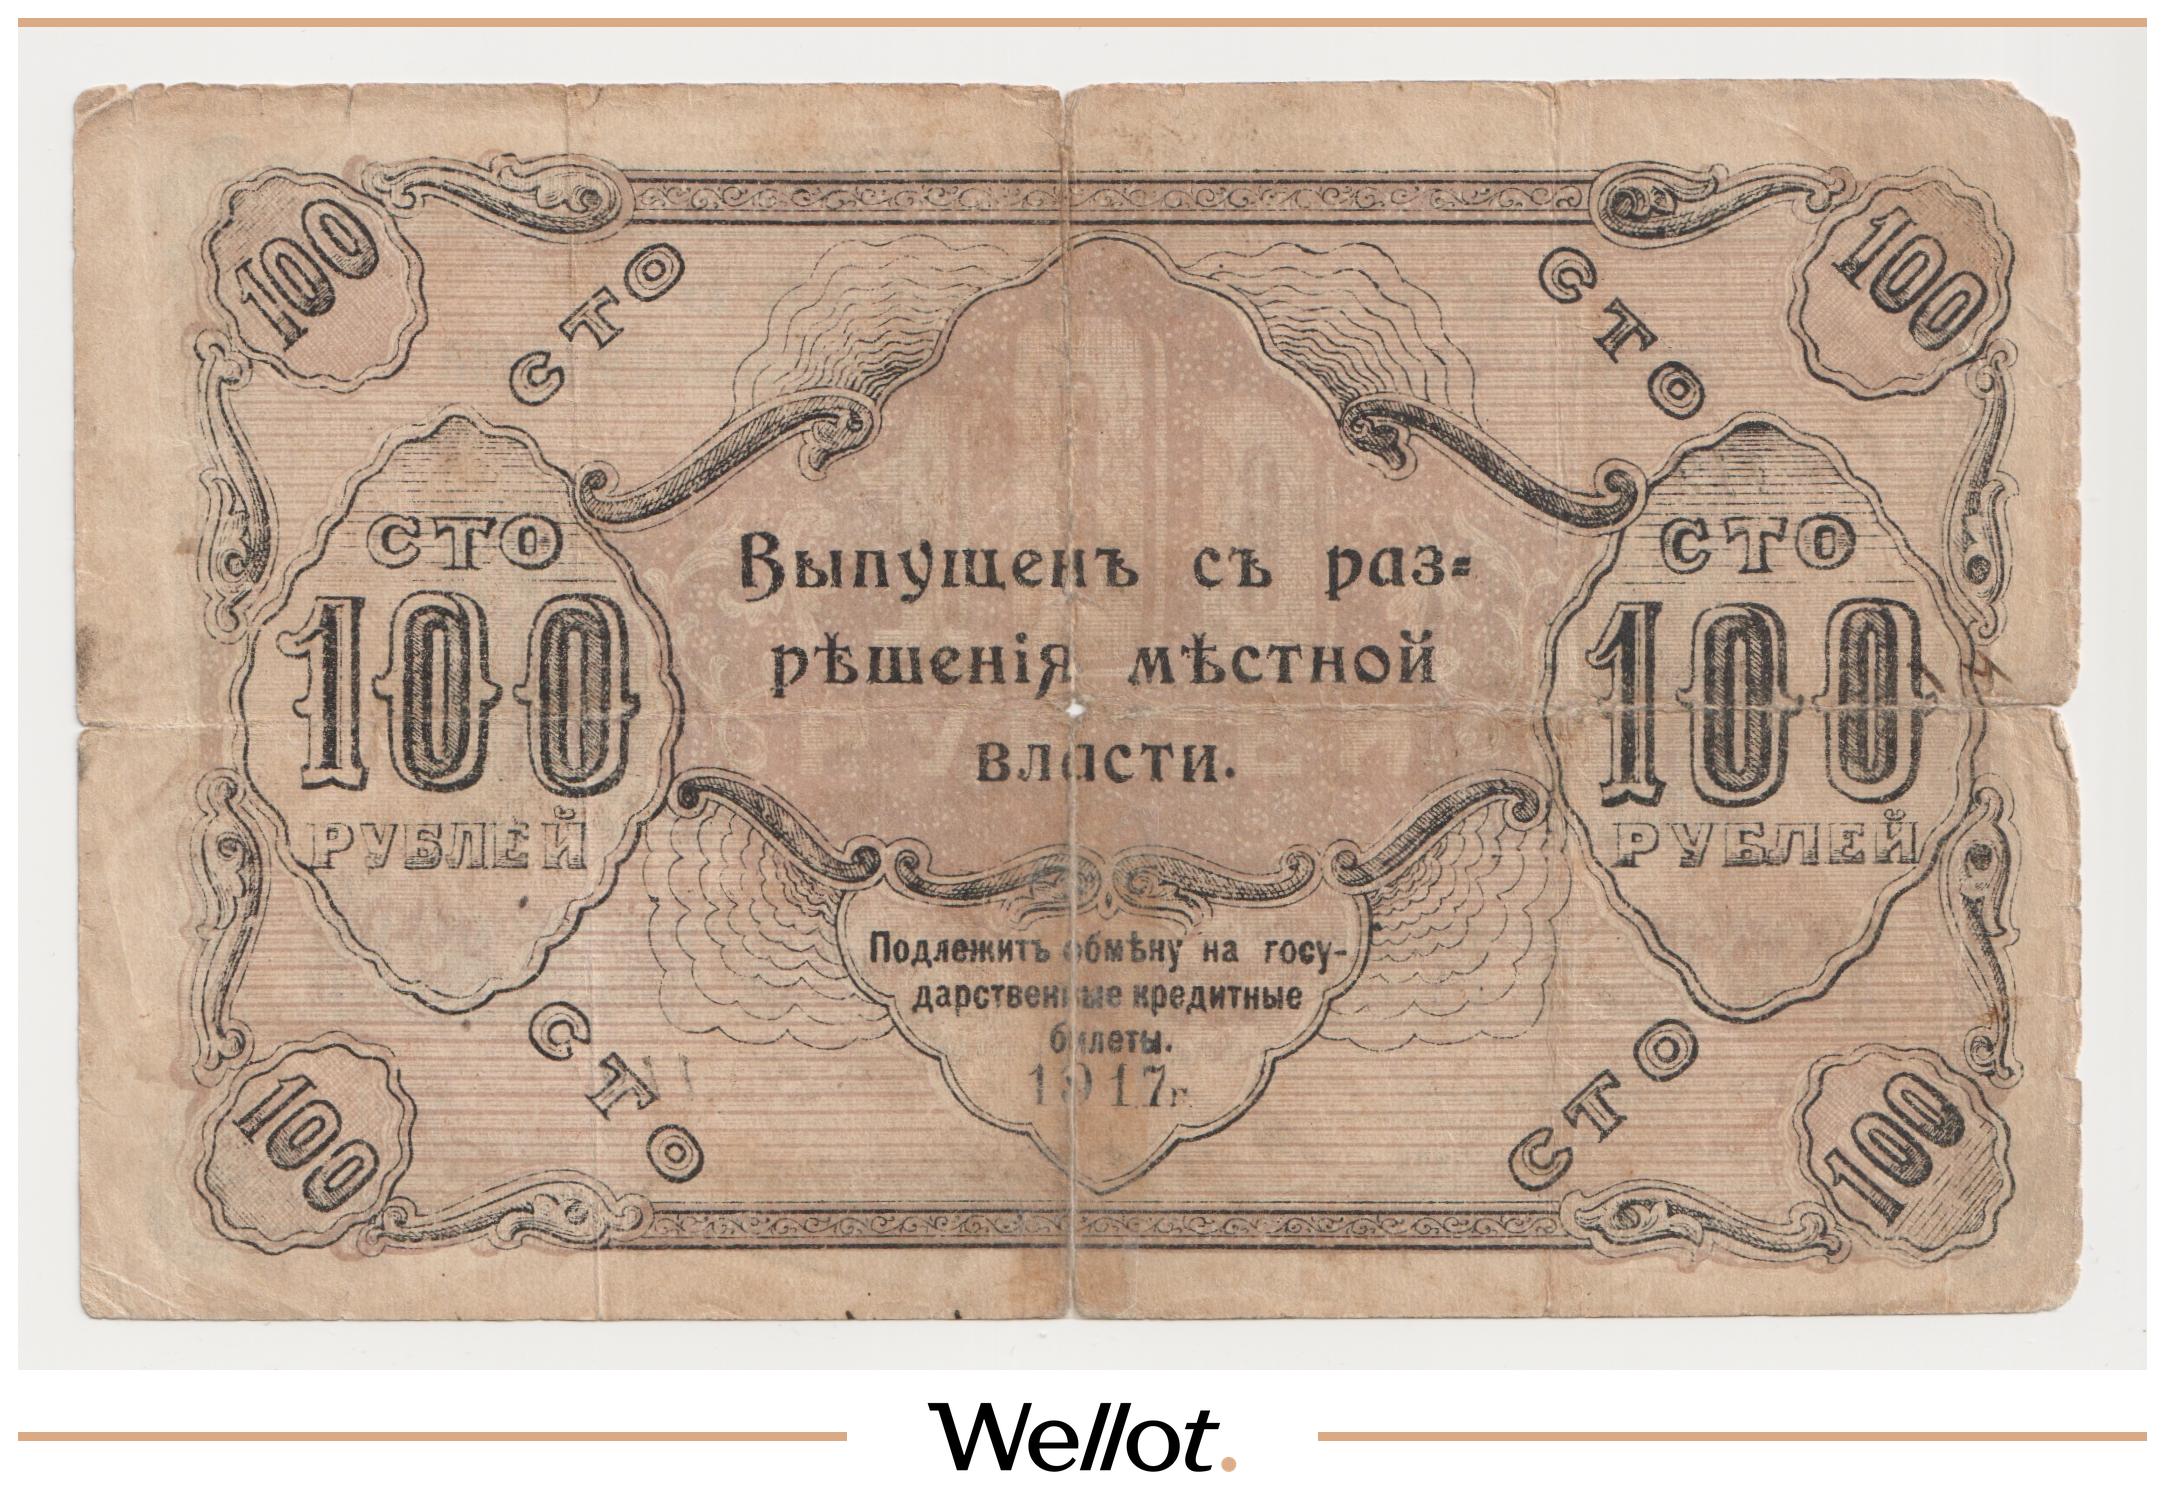 100
100
СТО
СТО
СТО
100
РУБЛЕЙ
Выпущенъ съ раз=
рѣшенія мѣстной
власти.
СТО
100
РУБЛЕЙ
Подлежитъ обмѣну на госу-
дарственные кредитные
билеты.
1917г.
СТО
СТО
100
100
Wellot.